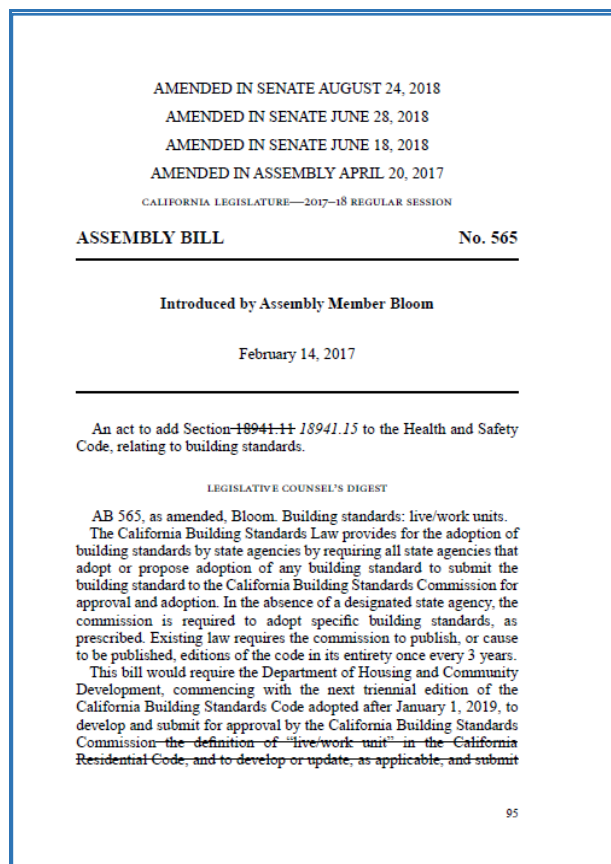 AMENDED IN SENATE AUGUST 24, 2018
AMENDED IN SENATE JUNE 28, 2018
AMENDED IN SENATE JUNE 18, 2018
AMENDED IN ASSEMBLY APRIL 20, 2017
CALIFORNIA LEGISLATURE—2017–18 REGULAR SESSION
ASSEMBLY BILL No. 565
Introduced by Assembly Member Bloom
February 14, 2017
An act to add Section 18941.11 18941.15 to the Health and Safety
Code, relating to building standards.
LEGISLATIVE COUNSEL'S DIGEST
AB 565, as amended, Bloom. Building standards: live/work units.
The California Building Standards Law provides for the adoption of
building standards by state agencies by requiring all state agencies that
adopt or propose adoption of any building standard to submit the
building standard to the California Building Standards Commission for
approval and adoption. In the absence of a designated state agency, the
commission is required to adopt specific building standards, as
prescribed. Existing law requires the commission to publish, or cause
to be published, editions of the code in its entirety once every 3 years.
This bill would require the Department of Housing and Community
Development, commencing with the next triennial edition of the
California Building Standards Code adopted after January 1, 2019, to
develop and submit for approval by the California Building Standards
Commission the definition of “live/work unit” in the California
Residential Code, and to develop or update, as applicable, and submit
95